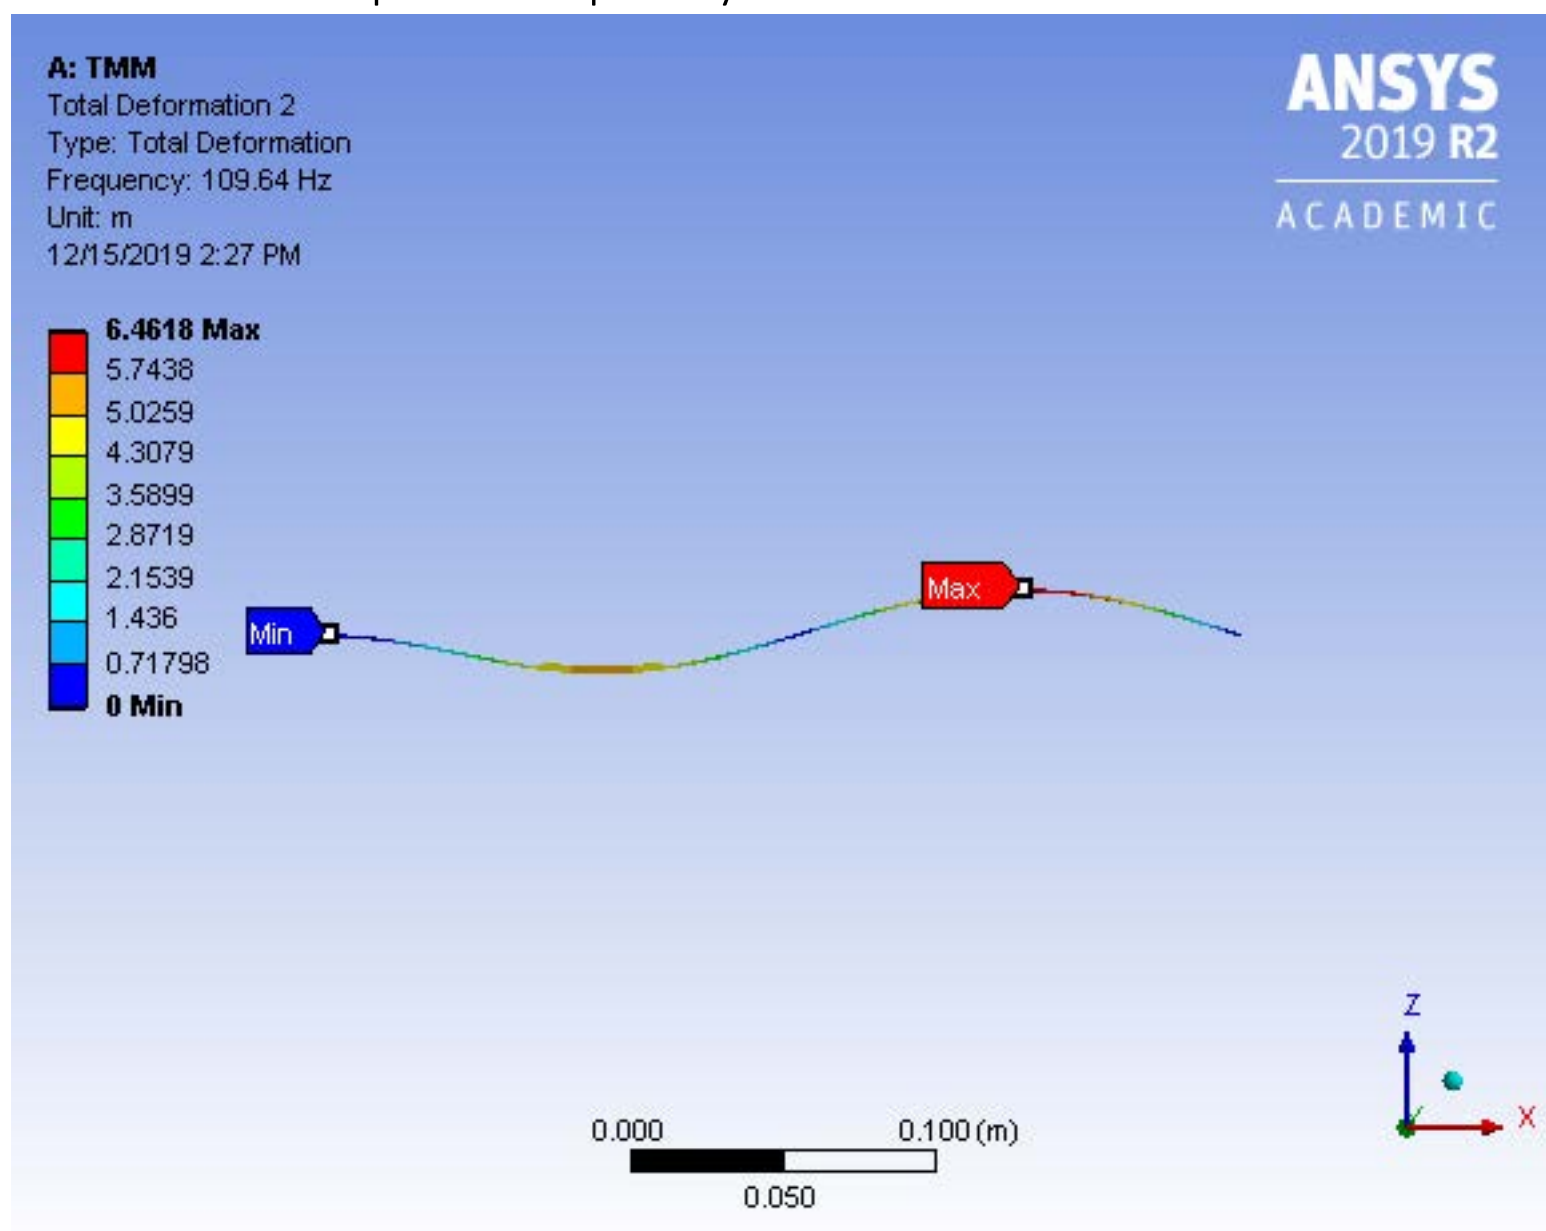 A: TMM
Total Deformation 2
Type: Total Deformation
Frequency: 109.64 Hz
Unit: m
12/15/2019 2:27 PM
ANSYS
2019 R2
ACADEMIC
6.4618 Max
5.7438
5.0259
4.3079
3.5899
2.8719
2.1539
1.436
0.71798
0 Min
Max
Min
Z
X
0.000
0.100 (m)
0.050